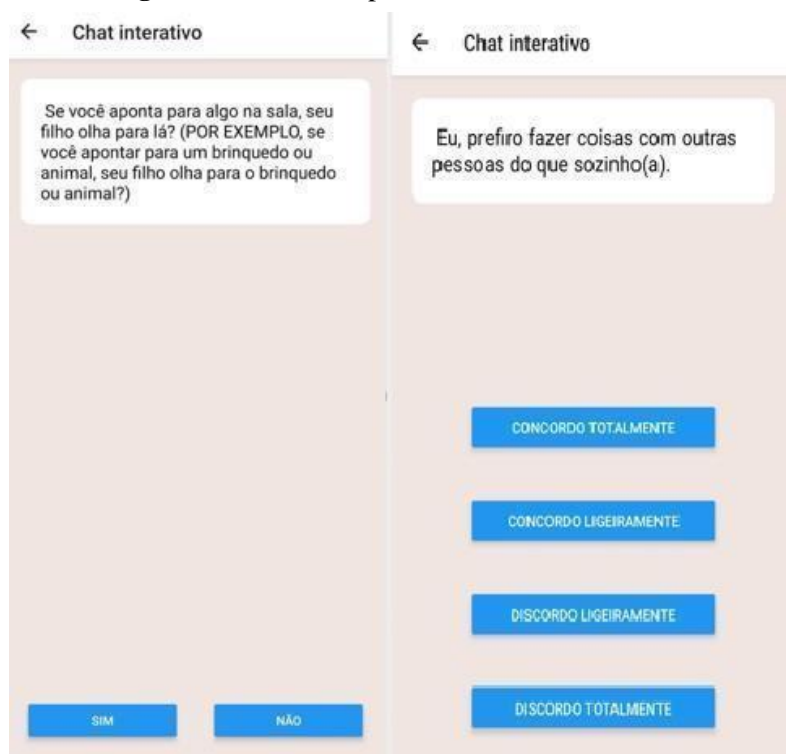 Chat interativo
Se você aponta para algo na sala, seu
filho olha para lá? (POR EXEMPLO, se
você apontar para um brinquedo ou
animal, seu filho olha para o brinquedo
ou animal?)
SIM
NÃO
Chat interativo
Eu, prefiro fazer coisas com outras
pessoas do que sozinho(a).
CONCORDO TOTALMENTE
CONCORDO LIGEIRAMENTE
DISCORDO LIGEIRAMENTE
DISCORDO TOTALMENTE